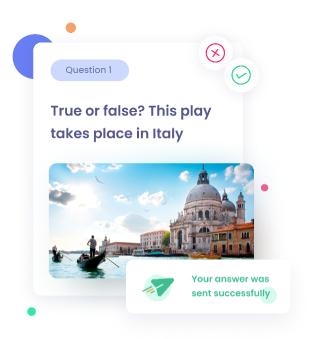 Question 1
True or false? This play
takes place in Italy
Your answer was
sent successfully